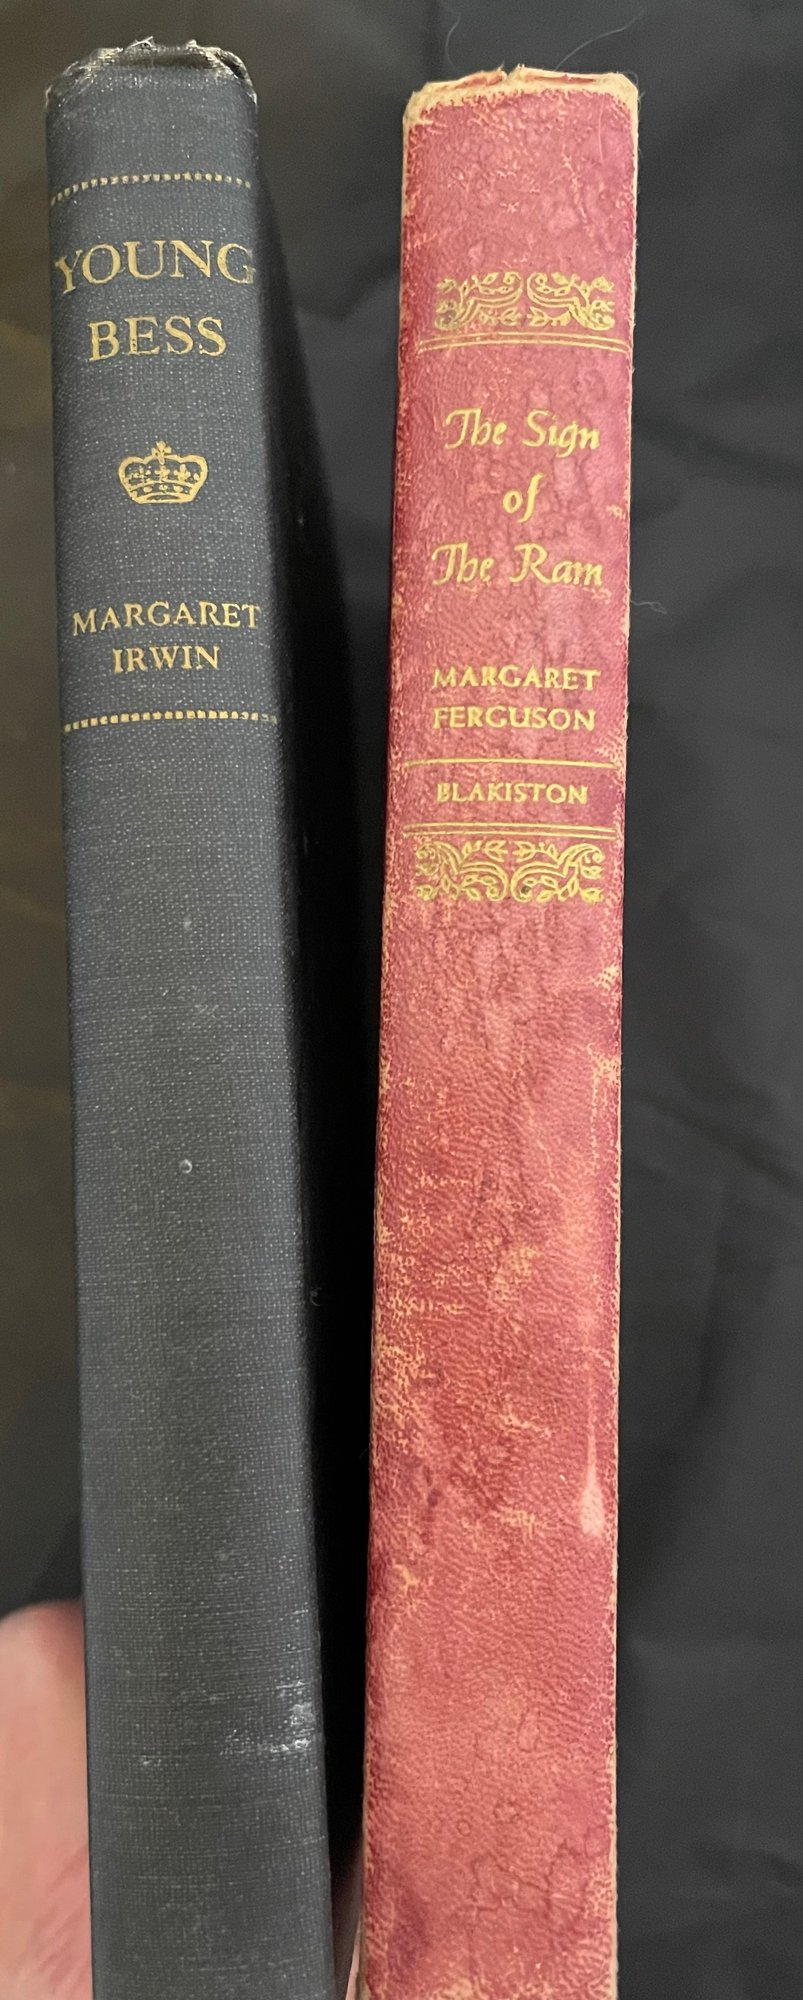 YOUNG
BESS
MARGARET
IRWIN
The Sign
of
The Ram
MARGARET
FERGUSON
BLAKISTON